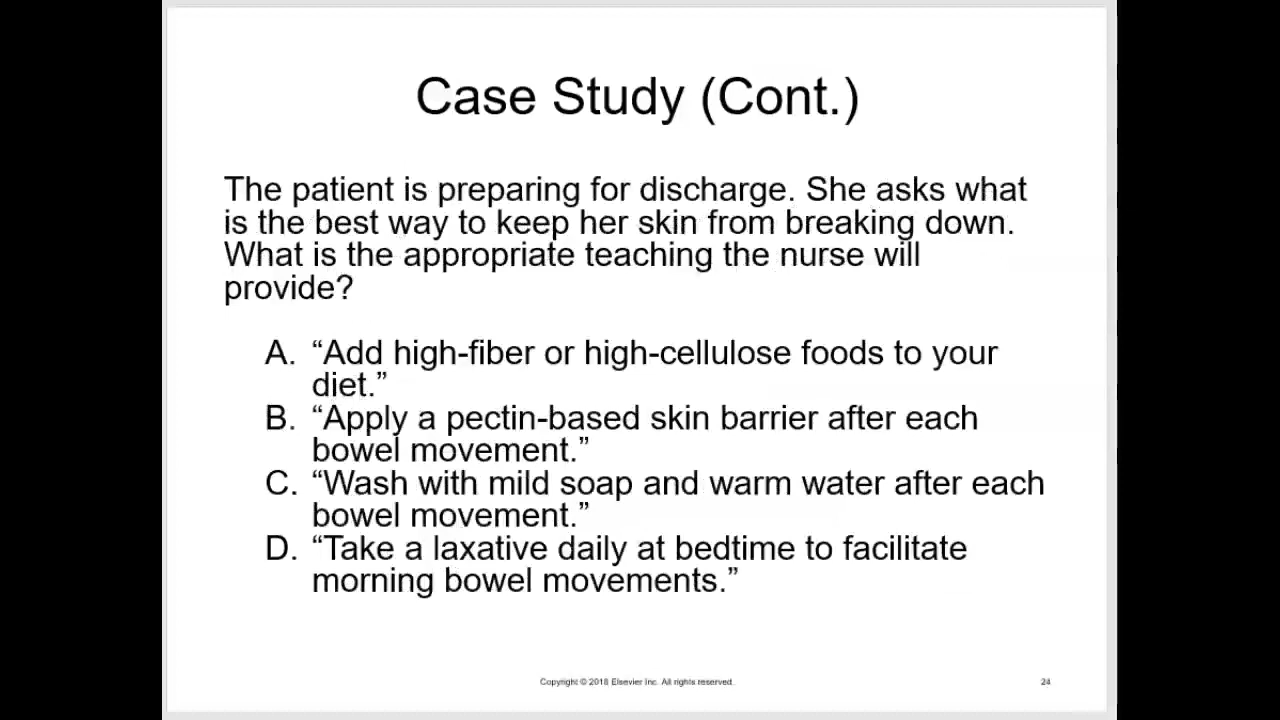 Case Study (Cont.)
The patient is preparing for discharge. She asks what
is the best way to keep her skin from breaking down.
What is the appropriate teaching the nurse will
provide?
A. “Add high-fiber or high-cellulose foods to your
diet.”
B. “Apply a pectin-based skin barrier after each
bowel movement.”
C. “Wash with mild soap and warm water after each
bowel movement.”
D. “Take a laxative daily at bedtime to facilitate
morning bowel movements.”
Copyright © 2018 Elsevier Inc. All rights reserved.
24